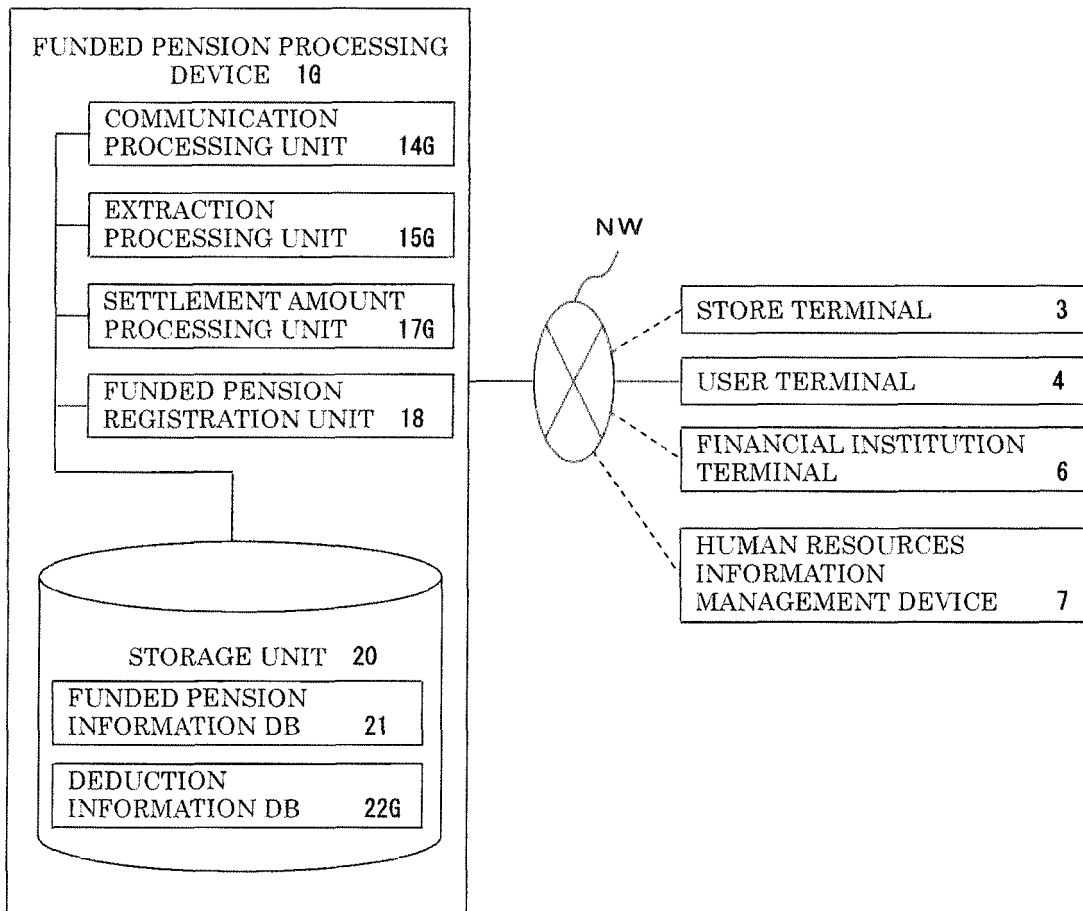 FUNDED PENSION PROCESSING
DEVICE 1G
COMMUNICATION
PROCESSING UNIT 14G
EXTRACTION
PROCESSING UNIT 15G
SETTLEMENT AMOUNT
PROCESSING UNIT 17G
FUNDED PENSION
REGISTRATION UNIT 18
STORAGE UNIT 20
FUNDED PENSION
INFORMATION DB 21
DEDUCTION
INFORMATION DB 22G
NW
STORE TERMINAL 3
USER TERMINAL 4
FINANCIAL INSTITUTION
TERMINAL 6
HUMAN RESOURCES
INFORMATION
MANAGEMENT DEVICE 7